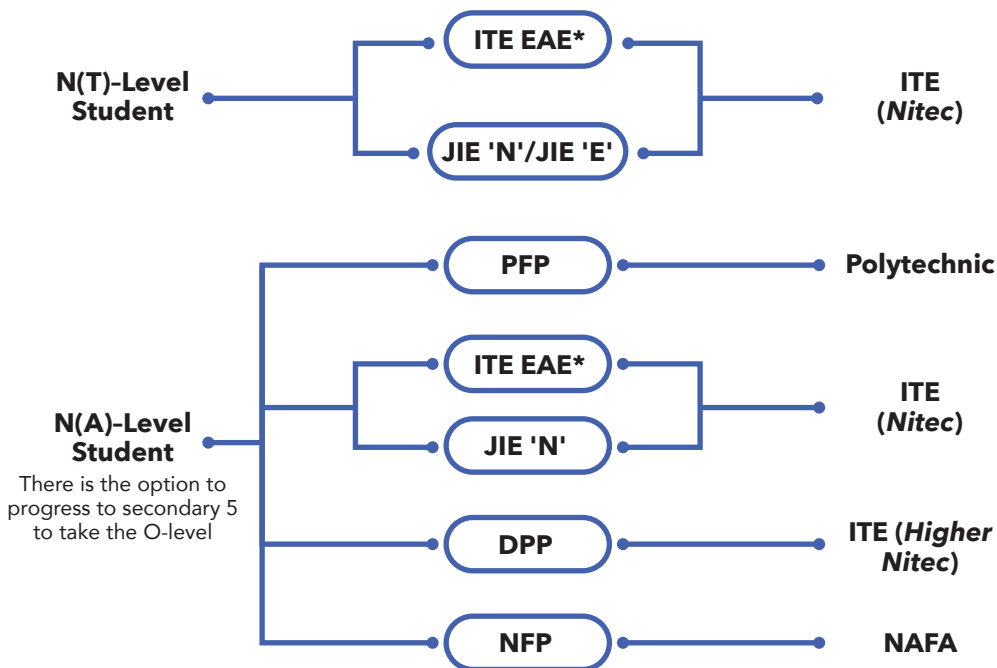 N(T)–Level
Student
ITE EAE*
JIE 'N'/JIE 'E'
ITE
(Nitec)
N(A)–Level
Student
There is the option to
progress to secondary 5
to take the O-level
PFP
Polytechnic
ITE EAE*
JIE 'N'
ITE
(Nitec)
DPP
ITE (Higher
Nitec)
NFP
NAFA